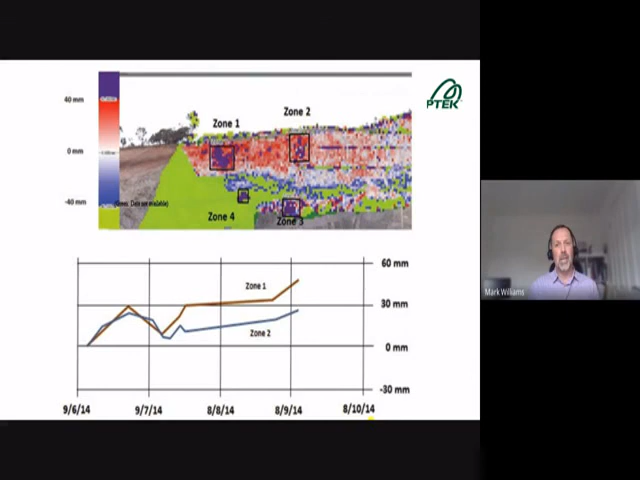 40 mm
0 mm
-40 mm
Zone 1
Zone 2
Zone 4
Zone 3
PTEK
60 mm
30 mm
0 mm
-30 mm
Zone 1
Zone 2
9/6/14
9/7/14
8/8/14
8/9/14
8/10/14
Mark Williams